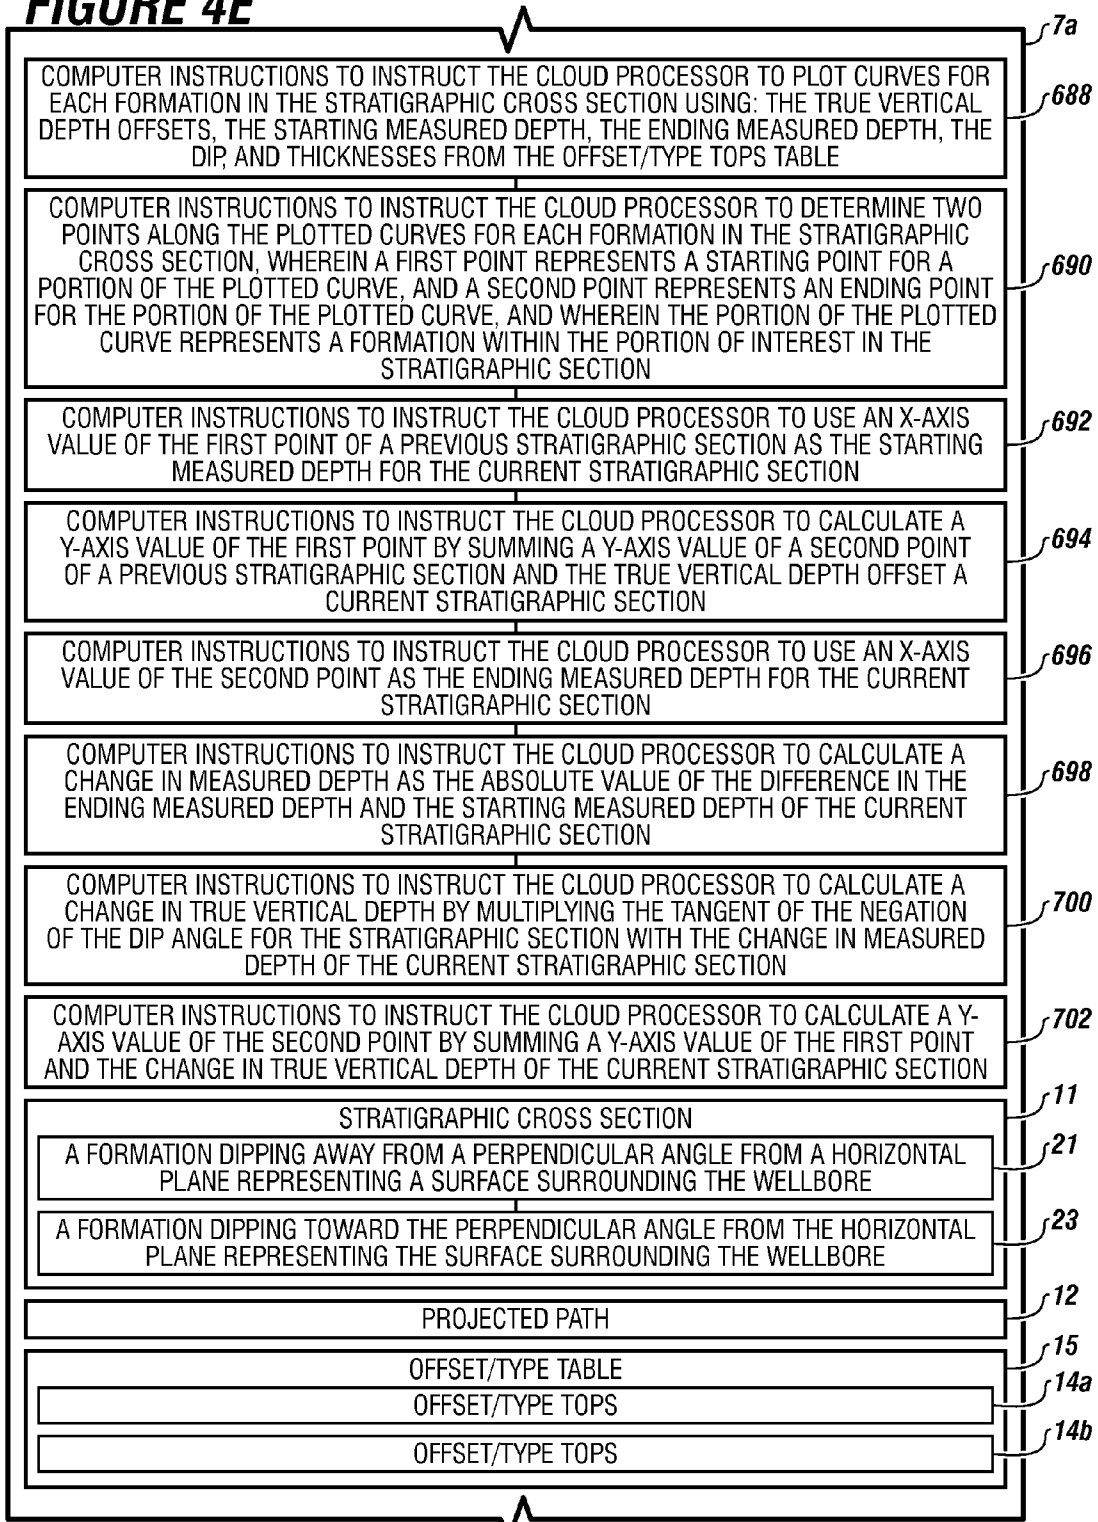 FIGURE 4E
7a
COMPUTER INSTRUCTIONS TO INSTRUCT THE CLOUD PROCESSOR TO PLOT CURVES FOR
EACH FORMATION IN THE STRATIGRAPHIC CROSS SECTION USING: THE TRUE VERTICAL
DEPTH OFFSETS, THE STARTING MEASURED DEPTH, THE ENDING MEASURED DEPTH, THE
DIP, AND THICKNESSES FROM THE OFFSET/TYPE TOPS TABLE
688
COMPUTER INSTRUCTIONS TO INSTRUCT THE CLOUD PROCESSOR TO DETERMINE TWO
POINTS ALONG THE PLOTTED CURVES FOR EACH FORMATION IN THE STRATIGRAPHIC
CROSS SECTION, WHEREIN A FIRST POINT REPRESENTS A STARTING POINT FOR A
PORTION OF THE PLOTTED CURVE, AND A SECOND POINT REPRESENTS AN ENDING POINT
FOR THE PORTION OF THE PLOTTED CURVE, AND WHEREIN THE PORTION OF THE PLOTTED
CURVE REPRESENTS A FORMATION WITHIN THE PORTION OF INTEREST IN THE
STRATIGRAPHIC SECTION
690
COMPUTER INSTRUCTIONS TO INSTRUCT THE CLOUD PROCESSOR TO USE AN X-AXIS
VALUE OF THE FIRST POINT OF A PREVIOUS STRATIGRAPHIC SECTION AS THE STARTING
MEASURED DEPTH FOR THE CURRENT STRATIGRAPHIC SECTION
692
COMPUTER INSTRUCTIONS TO INSTRUCT THE CLOUD PROCESSOR TO CALCULATE A
Y-AXIS VALUE OF THE FIRST POINT BY SUMMING A Y-AXIS VALUE OF A SECOND POINT
OF A PREVIOUS STRATIGRAPHIC SECTION AND THE TRUE VERTICAL DEPTH OFFSET A
CURRENT STRATIGRAPHIC SECTION
694
COMPUTER INSTRUCTIONS TO INSTRUCT THE CLOUD PROCESSOR TO USE AN X-AXIS
VALUE OF THE SECOND POINT AS THE ENDING MEASURED DEPTH FOR THE CURRENT
STRATIGRAPHIC SECTION
696
COMPUTER INSTRUCTIONS TO INSTRUCT THE CLOUD PROCESSOR TO CALCULATE A
CHANGE IN MEASURED DEPTH AS THE ABSOLUTE VALUE OF THE DIFFERENCE IN THE
ENDING MEASURED DEPTH AND THE STARTING MEASURED DEPTH OF THE CURRENT
STRATIGRAPHIC SECTION
698
COMPUTER INSTRUCTIONS TO INSTRUCT THE CLOUD PROCESSOR TO CALCULATE A
CHANGE IN TRUE VERTICAL DEPTH BY MULTIPLYING THE TANGENT OF THE NEGATION
OF THE DIP ANGLE FOR THE STRATIGRAPHIC SECTION WITH THE CHANGE IN MEASURED
DEPTH OF THE CURRENT STRATIGRAPHIC SECTION
700
COMPUTER INSTRUCTIONS TO INSTRUCT THE CLOUD PROCESSOR TO CALCULATE A Y-
AXIS VALUE OF THE SECOND POINT BY SUMMING A Y-AXIS VALUE OF THE FIRST POINT
AND THE CHANGE IN TRUE VERTICAL DEPTH OF THE CURRENT STRATIGRAPHIC SECTION
702
STRATIGRAPHIC CROSS SECTION
11
A FORMATION DIPPING AWAY FROM A PERPENDICULAR ANGLE FROM A HORIZONTAL
PLANE REPRESENTING A SURFACE SURROUNDING THE WELLBORE
21
A FORMATION DIPPING TOWARD THE PERPENDICULAR ANGLE FROM THE HORIZONTAL
PLANE REPRESENTING THE SURFACE SURROUNDING THE WELLBORE
23
PROJECTED PATH
12
OFFSET/TYPE TABLE
15
OFFSET/TYPE TOPS
14a
OFFSET/TYPE TOPS
14b